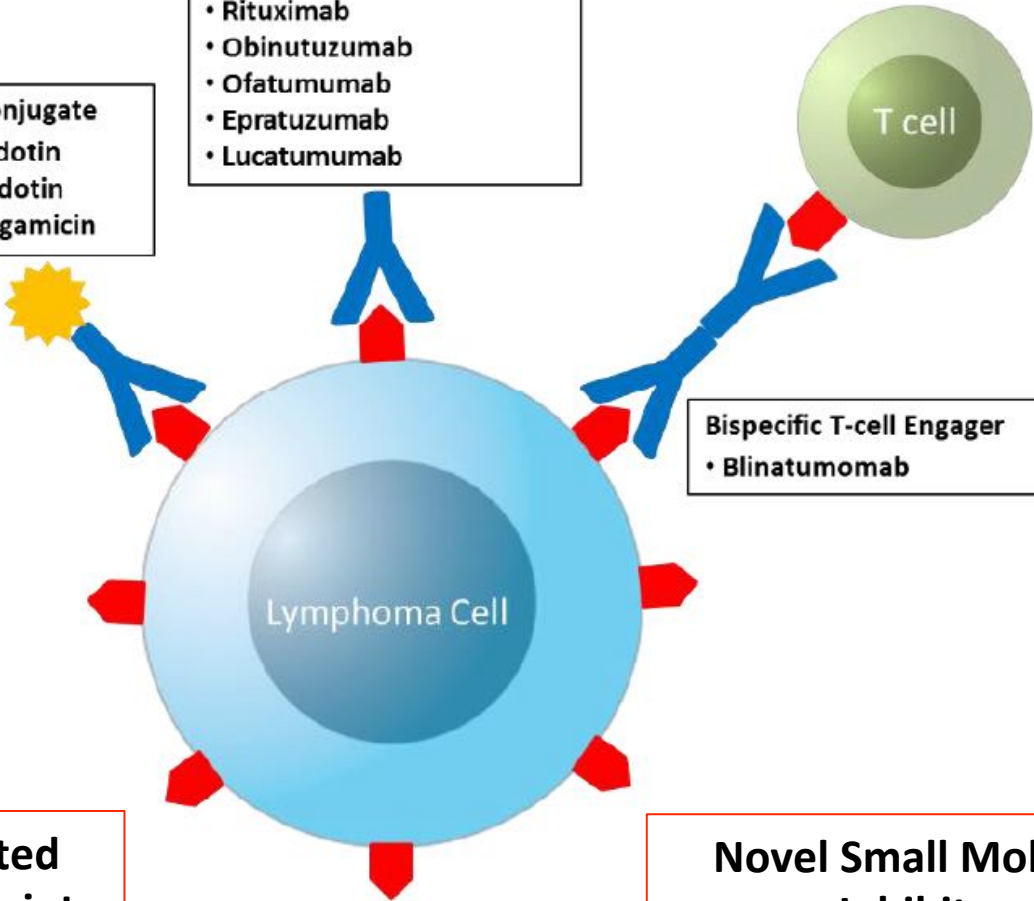 • Rituximab
• Obinutuzumab
• Ofatumumab
• Epratuzumab
• Lucatumumab
onjugate
dotin
dotin
gamicin
T cell
Bispecific T-cell Engager
• Blinatumomab
Lymphoma Cell
ted
Novel Small Mol